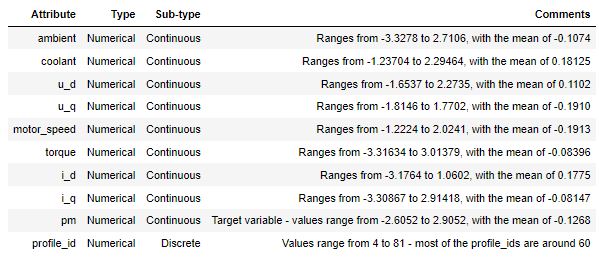 Attribute Type Sub-type Comments
ambient Numerical Continuous Ranges from -3.3278 to 2.7106, with the mean of -0.1074
coolant Numerical Continuous Ranges from -1.23704 to 2.29464, with the mean of 0.18125
u_d Numerical Continuous Ranges from -1.6537 to 2.2735, with the mean of 0.1102
u_q Numerical Continuous Ranges from -1.8146 to 1.7702, with the mean of -0.1910
motor_speed Numerical Continuous Ranges from -1.2224 to 2.0241, with the mean of -0.1913
torque Numerical Continuous Ranges from -3.31634 to 3.01379, with the mean of -0.08396
i_d Numerical Continuous Ranges from -3.1764 to 1.0602, with the mean of 0.1775
i_q Numerical Continuous Ranges from -3.30867 to 2.91418, with the mean of -0.08147
pm Numerical Continuous Target variable - values range from -2.6052 to 2.9052, with the mean of -0.1268
profile_id Numerical Discrete Values range from 4 to 81 - most of the profile_ids are around 60